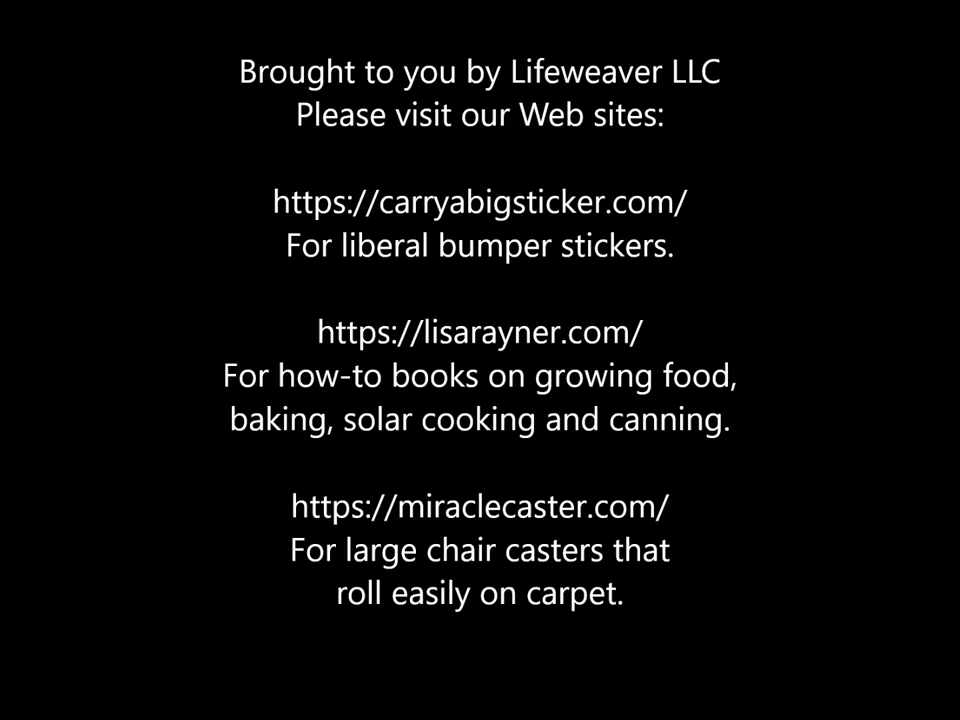 Brought to you by Lifeweaver LLC
Please visit our Web sites:
https://carryabigsticker.com/
For liberal bumper stickers.
https://lisarayner.com/
For how-to books on growing food,
baking, solar cooking and canning.
https://miraclecaster.com/
For large chair casters that
roll easily on carpet.